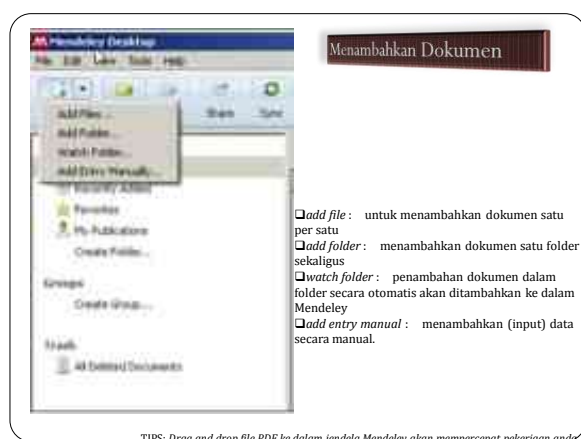 Mendeley Desktop
File Edit View Tools Help
Share Sync
Add Files...
Add Folder...
Watch Folder...
Add Entry Manually...
Recently Added
Favorites
My Publications
Create Folder...
Groups
Create Group...
Trash
All Deleted Documents
Menambahkan Dokumen
❑add file : untuk menambahkan dokumen satu
per satu
❑add folder : menambahkan dokumen satu folder
sekaligus
❑watch folder : penambahan dokumen dalam
folder secara otomatis akan ditambahkan ke dalam
Mendeley
❑add entry manual : menambahkan (input) data
secara manual.
TIPS: Drag and drop file PDF ke dalam jendela Mendeley akan mempercepat pekerjaan anda